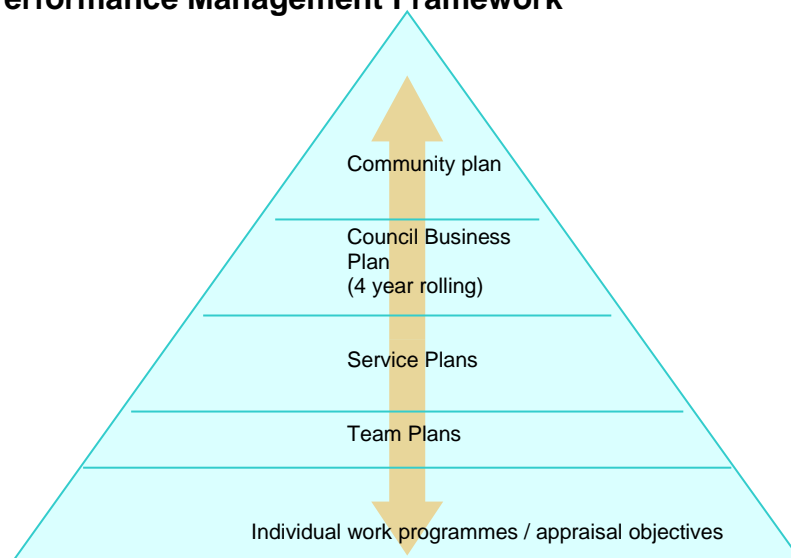 erformance Management Framework
Community plan
Council Business
Plan
(4 year rolling)
Service Plans
Team Plans
Individual work programmes / appraisal objectives